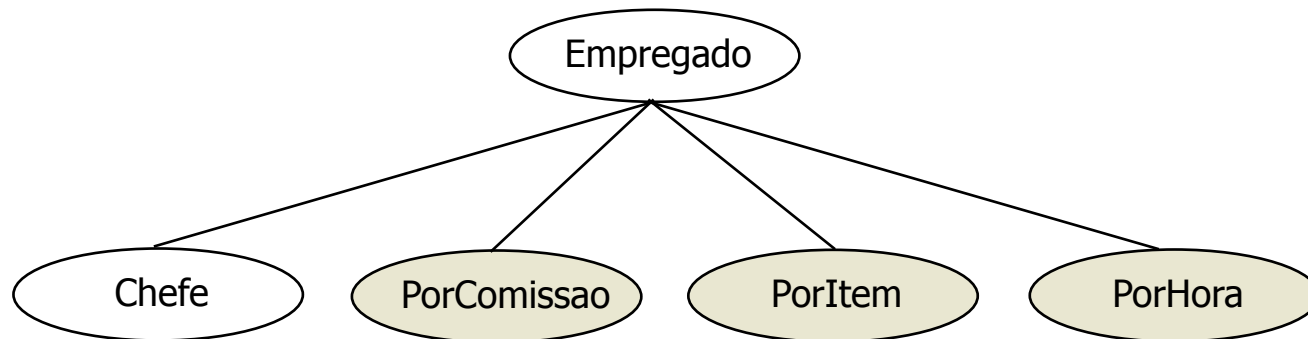 Empregado
Chefe
PorComissao
PorItem
PorHora